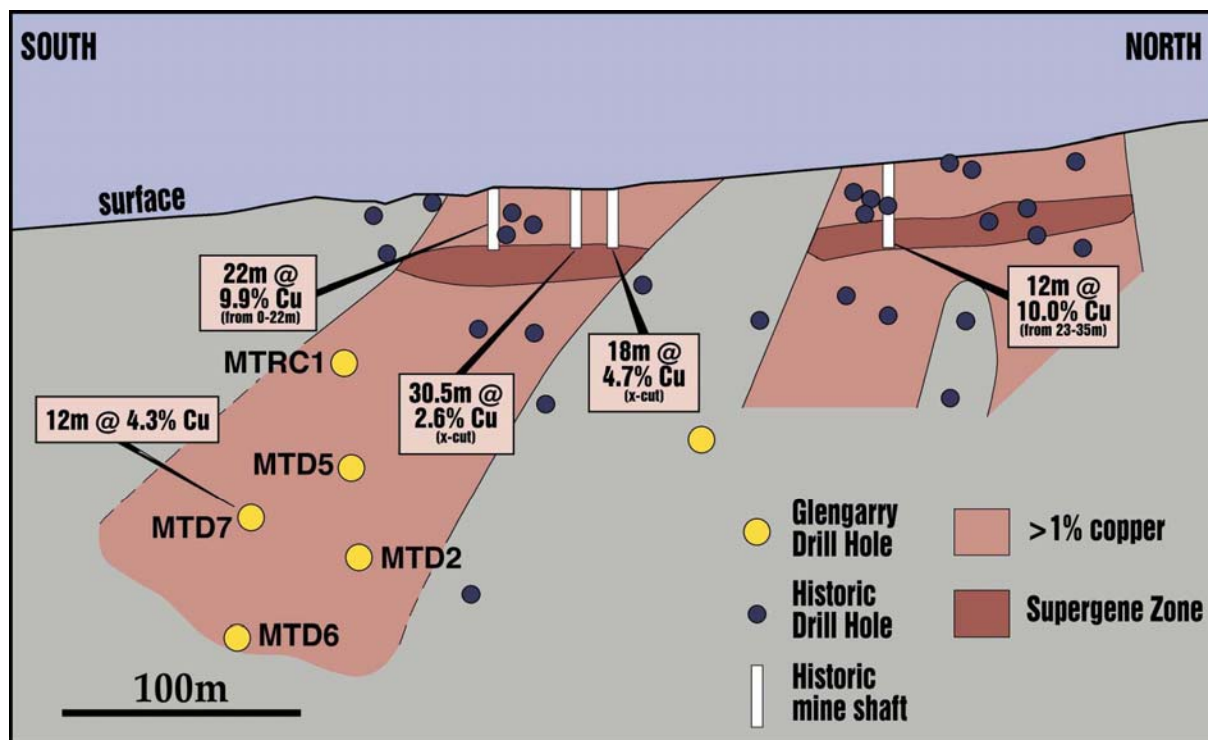 SOUTH
NORTH
surface
22m @
9.9% Cu
(from 0-22m)
12m @
10.0% Cu
(from 23-35m)
18m @
4.7% Cu
(x-cut)
30.5m @
2.6% Cu
(x-cut)
12m @ 4.3% Cu
MTRC1
MTD5
MTD7
MTD2
MTD6
100m
Glengarry
Drill Hole
Historic
Drill Hole
Historic
mine shaft
>1% copper
Supergene Zone